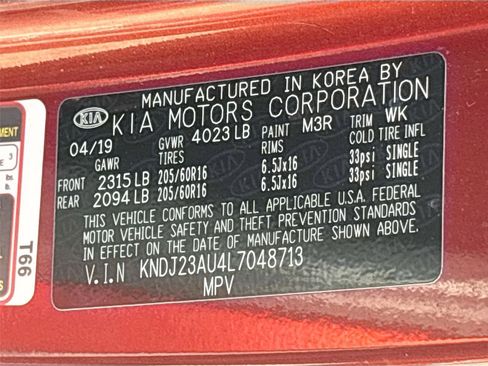 MANUFACTURED IN KOREA BY
KIA KIA MOTORS CORPORATION
04/19 GVWR 4023 LB PAINT M3R TRIM WK
GAWR TIRES RIMS COLD TIRE INFL
FRONT 2315 LB 205/60R16 6.5Jx16 33psi SINGLE
REAR 2094 LB 205/60R16 6.5Jx16 33psi SINGLE
THIS VEHICLE CONFORMS TO ALL APPLICABLE U.S.A. FEDERAL
MOTOR VEHICLE SAFETY AND THEFT PREVENTION STANDARDS
IN EFFECT ON THE DATE OF MANUFACTURE SHOWN ABOVE.
V.I.N KNDJ23AU4L7048713
MPV
T66
3